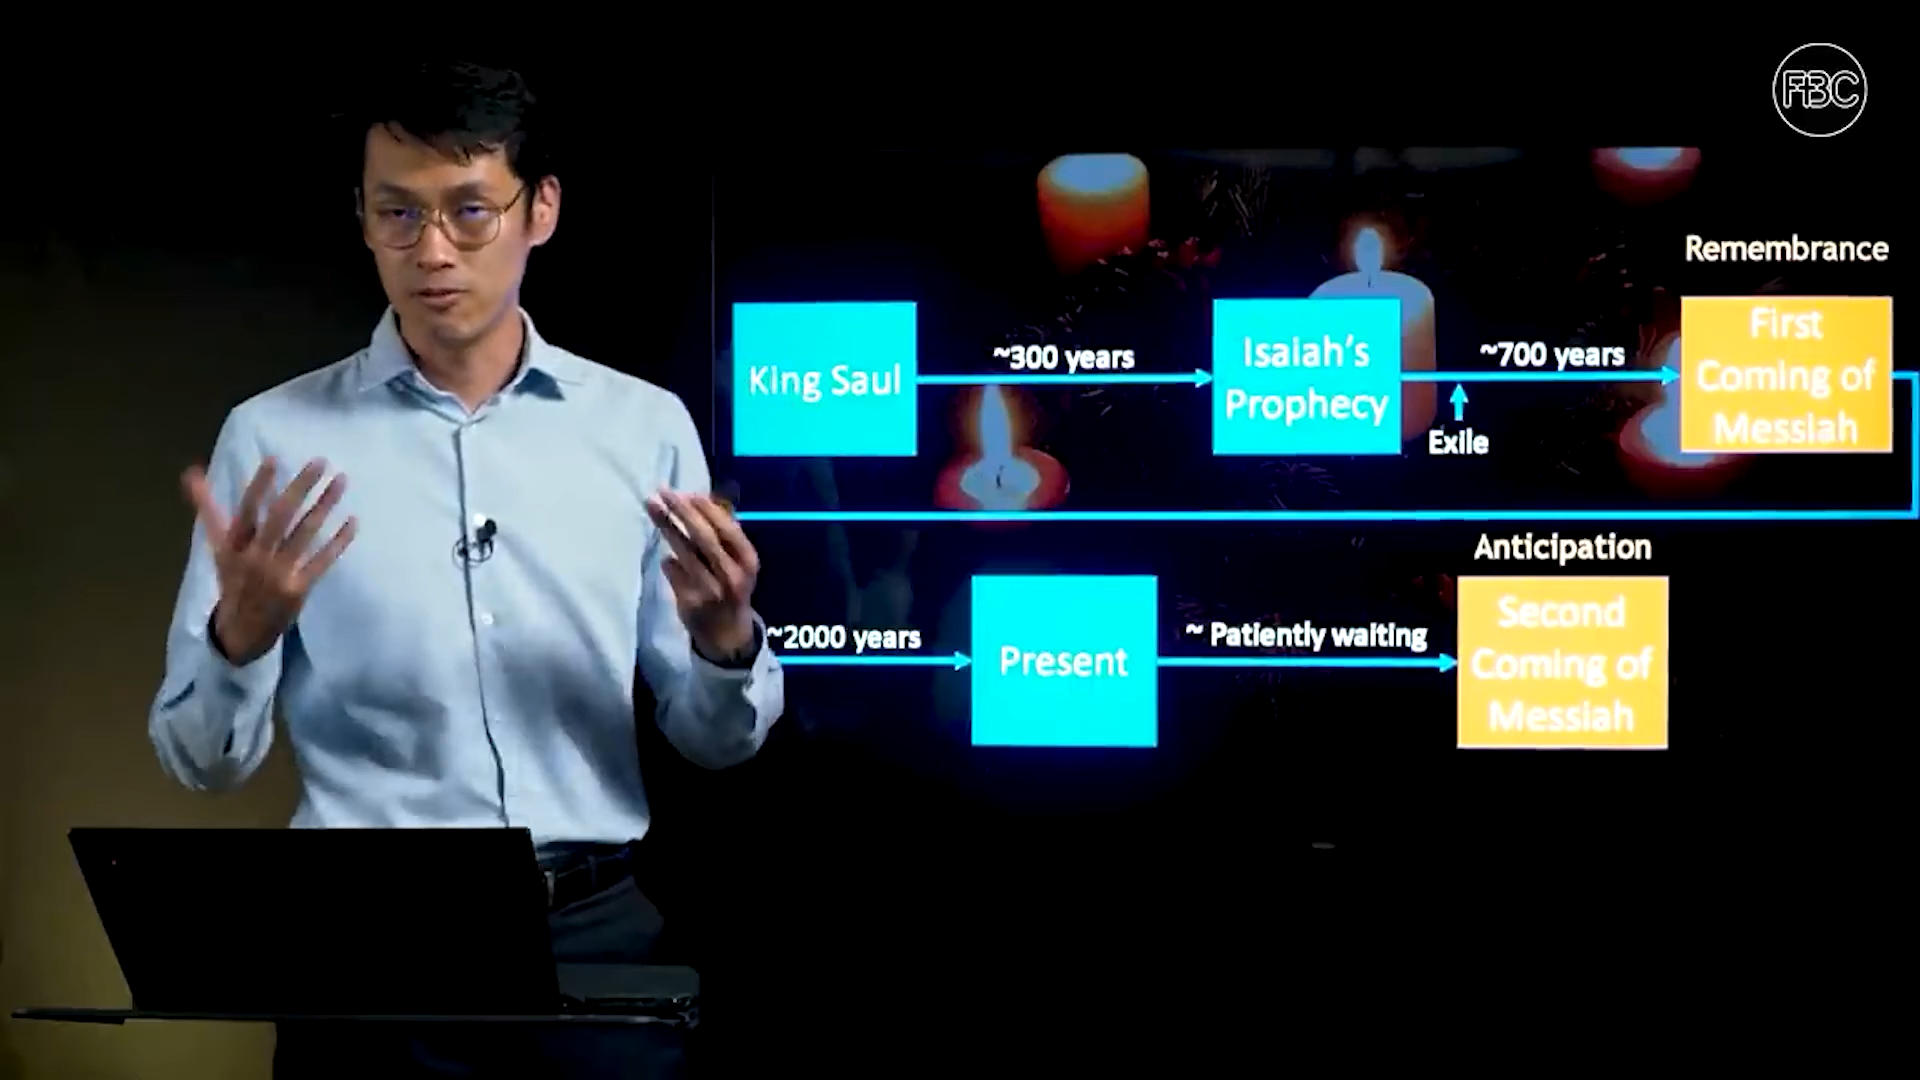 FBC
Remembrance
King Saul
~300 years
Isaiah's
Prophecy
~700 years
Exile
First
Coming of
Messiah
Anticipation
~2000 years
Present
~ Patiently waiting
Second
Coming of
Messiah